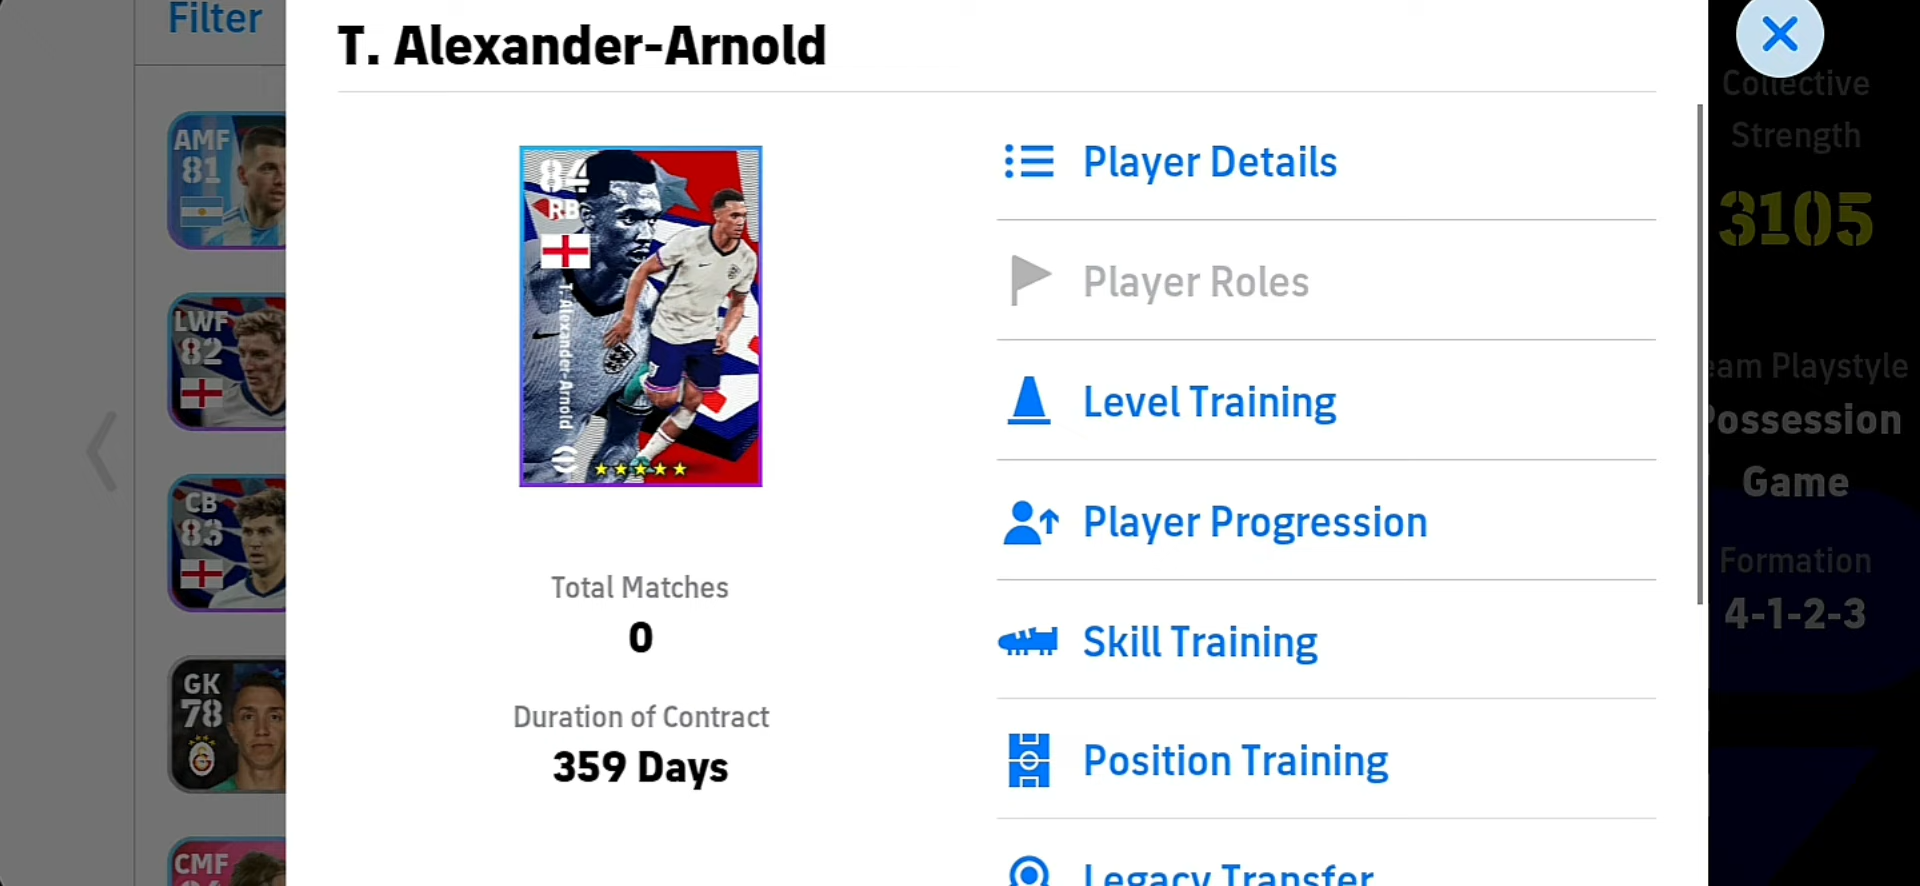 Filter
AMF
81
LWF
82
CB
83
GK
78
CMF
T. Alexander-Arnold
84
RB
T. Alexander-Arnold
Total Matches
0
Duration of Contract
359 Days
Player Details
Player Roles
Level Training
Player Progression
Skill Training
Position Training
Legacy Transfer
Collective
Strength
3105
eam Playstyle
Possession
Game
Formation
4-1-2-3